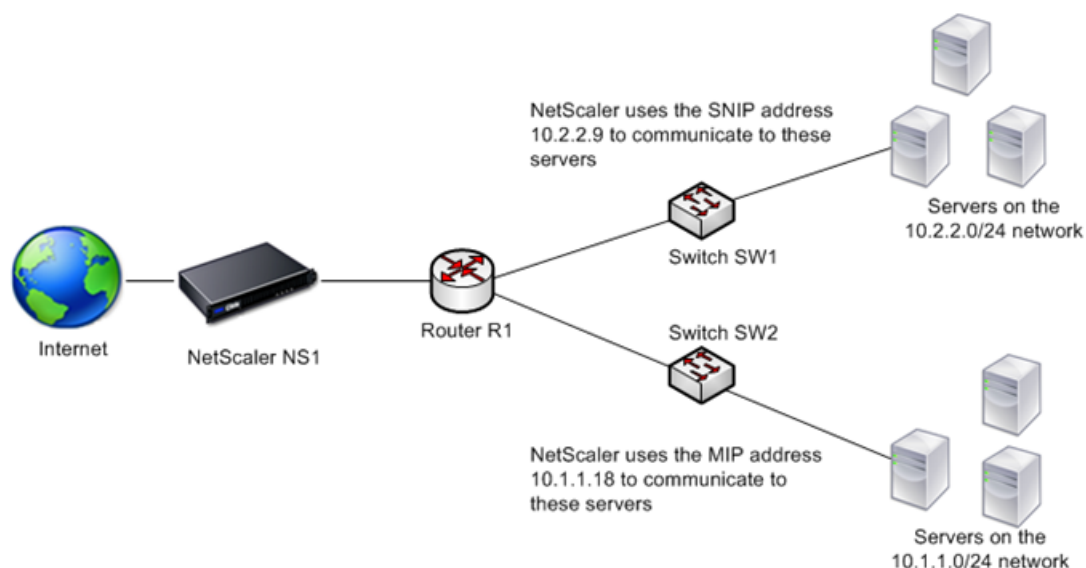 NetScaler uses the SNIP address
10.2.2.9 to communicate to these
servers
Servers on the
10.2.2.0/24 network
Switch SW1
Internet
NetScaler NS1
Router R1
Switch SW2
NetScaler uses the MIP address
10.1.1.18 to communicate to
these servers
Servers on the
10.1.1.0/24 network